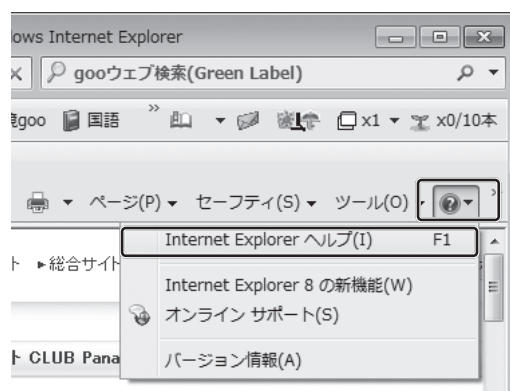 ows Internet Explorer
gooウェブ検索(Green Label)
goo 国語 » x1 x0/10本
ページ(P) セーフティ(S) ツール(O) »
Internet Explorer ヘルプ(I) F1
ト ▶総合サイト
Internet Explorer 8 の新機能(W)
オンライン サポート(S)
ト CLUB Pana
バージョン情報(A)